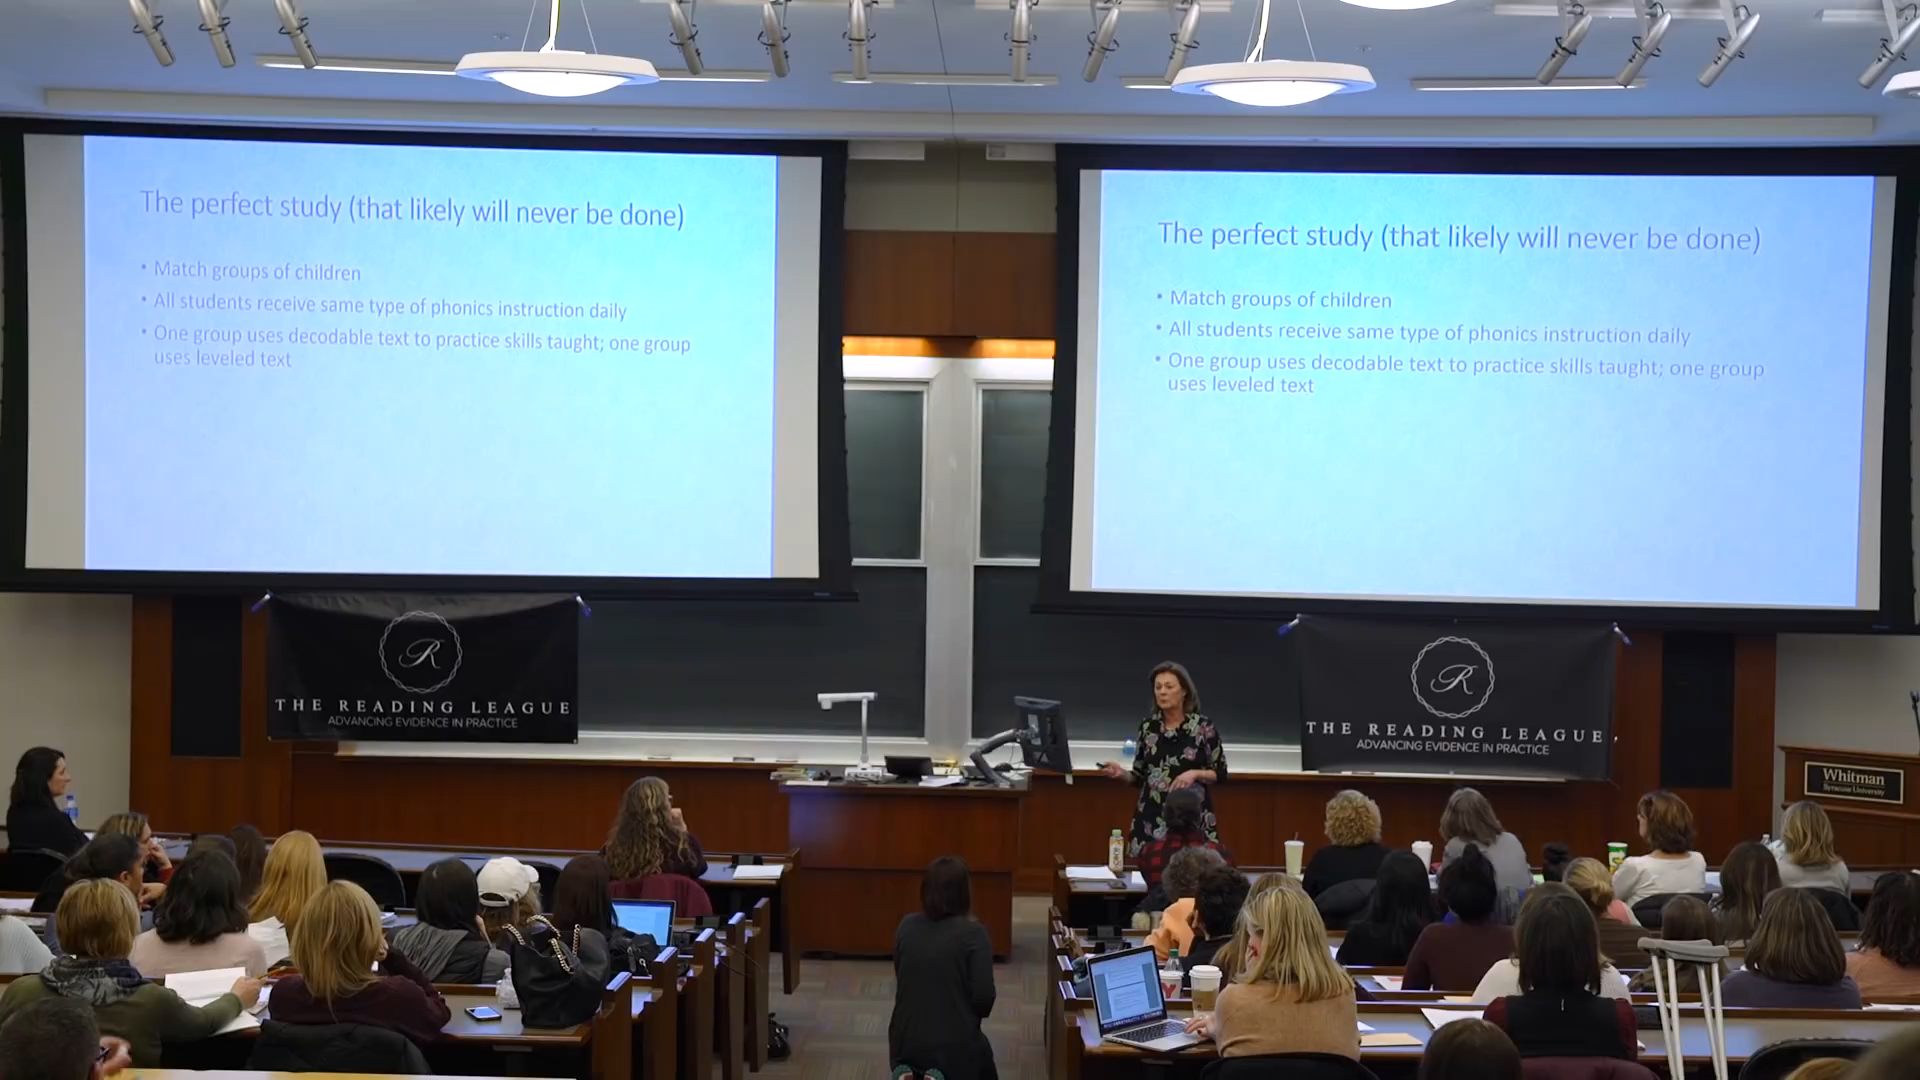 The perfect study (that likely will never be done)
• Match groups of children
• All students receive same type of phonics instruction daily
• One group uses decodable text to practice skills taught; one group
uses leveled text
The perfect study (that likely will never be done)
• Match groups of children
• All students receive same type of phonics instruction daily
• One group uses decodable text to practice skills taught; one group
uses leveled text
R
THE READING LEAGUE
ADVANCING EVIDENCE IN PRACTICE
R
THE READING LEAGUE
ADVANCING EVIDENCE IN PRACTICE
Whitman
Syracuse University